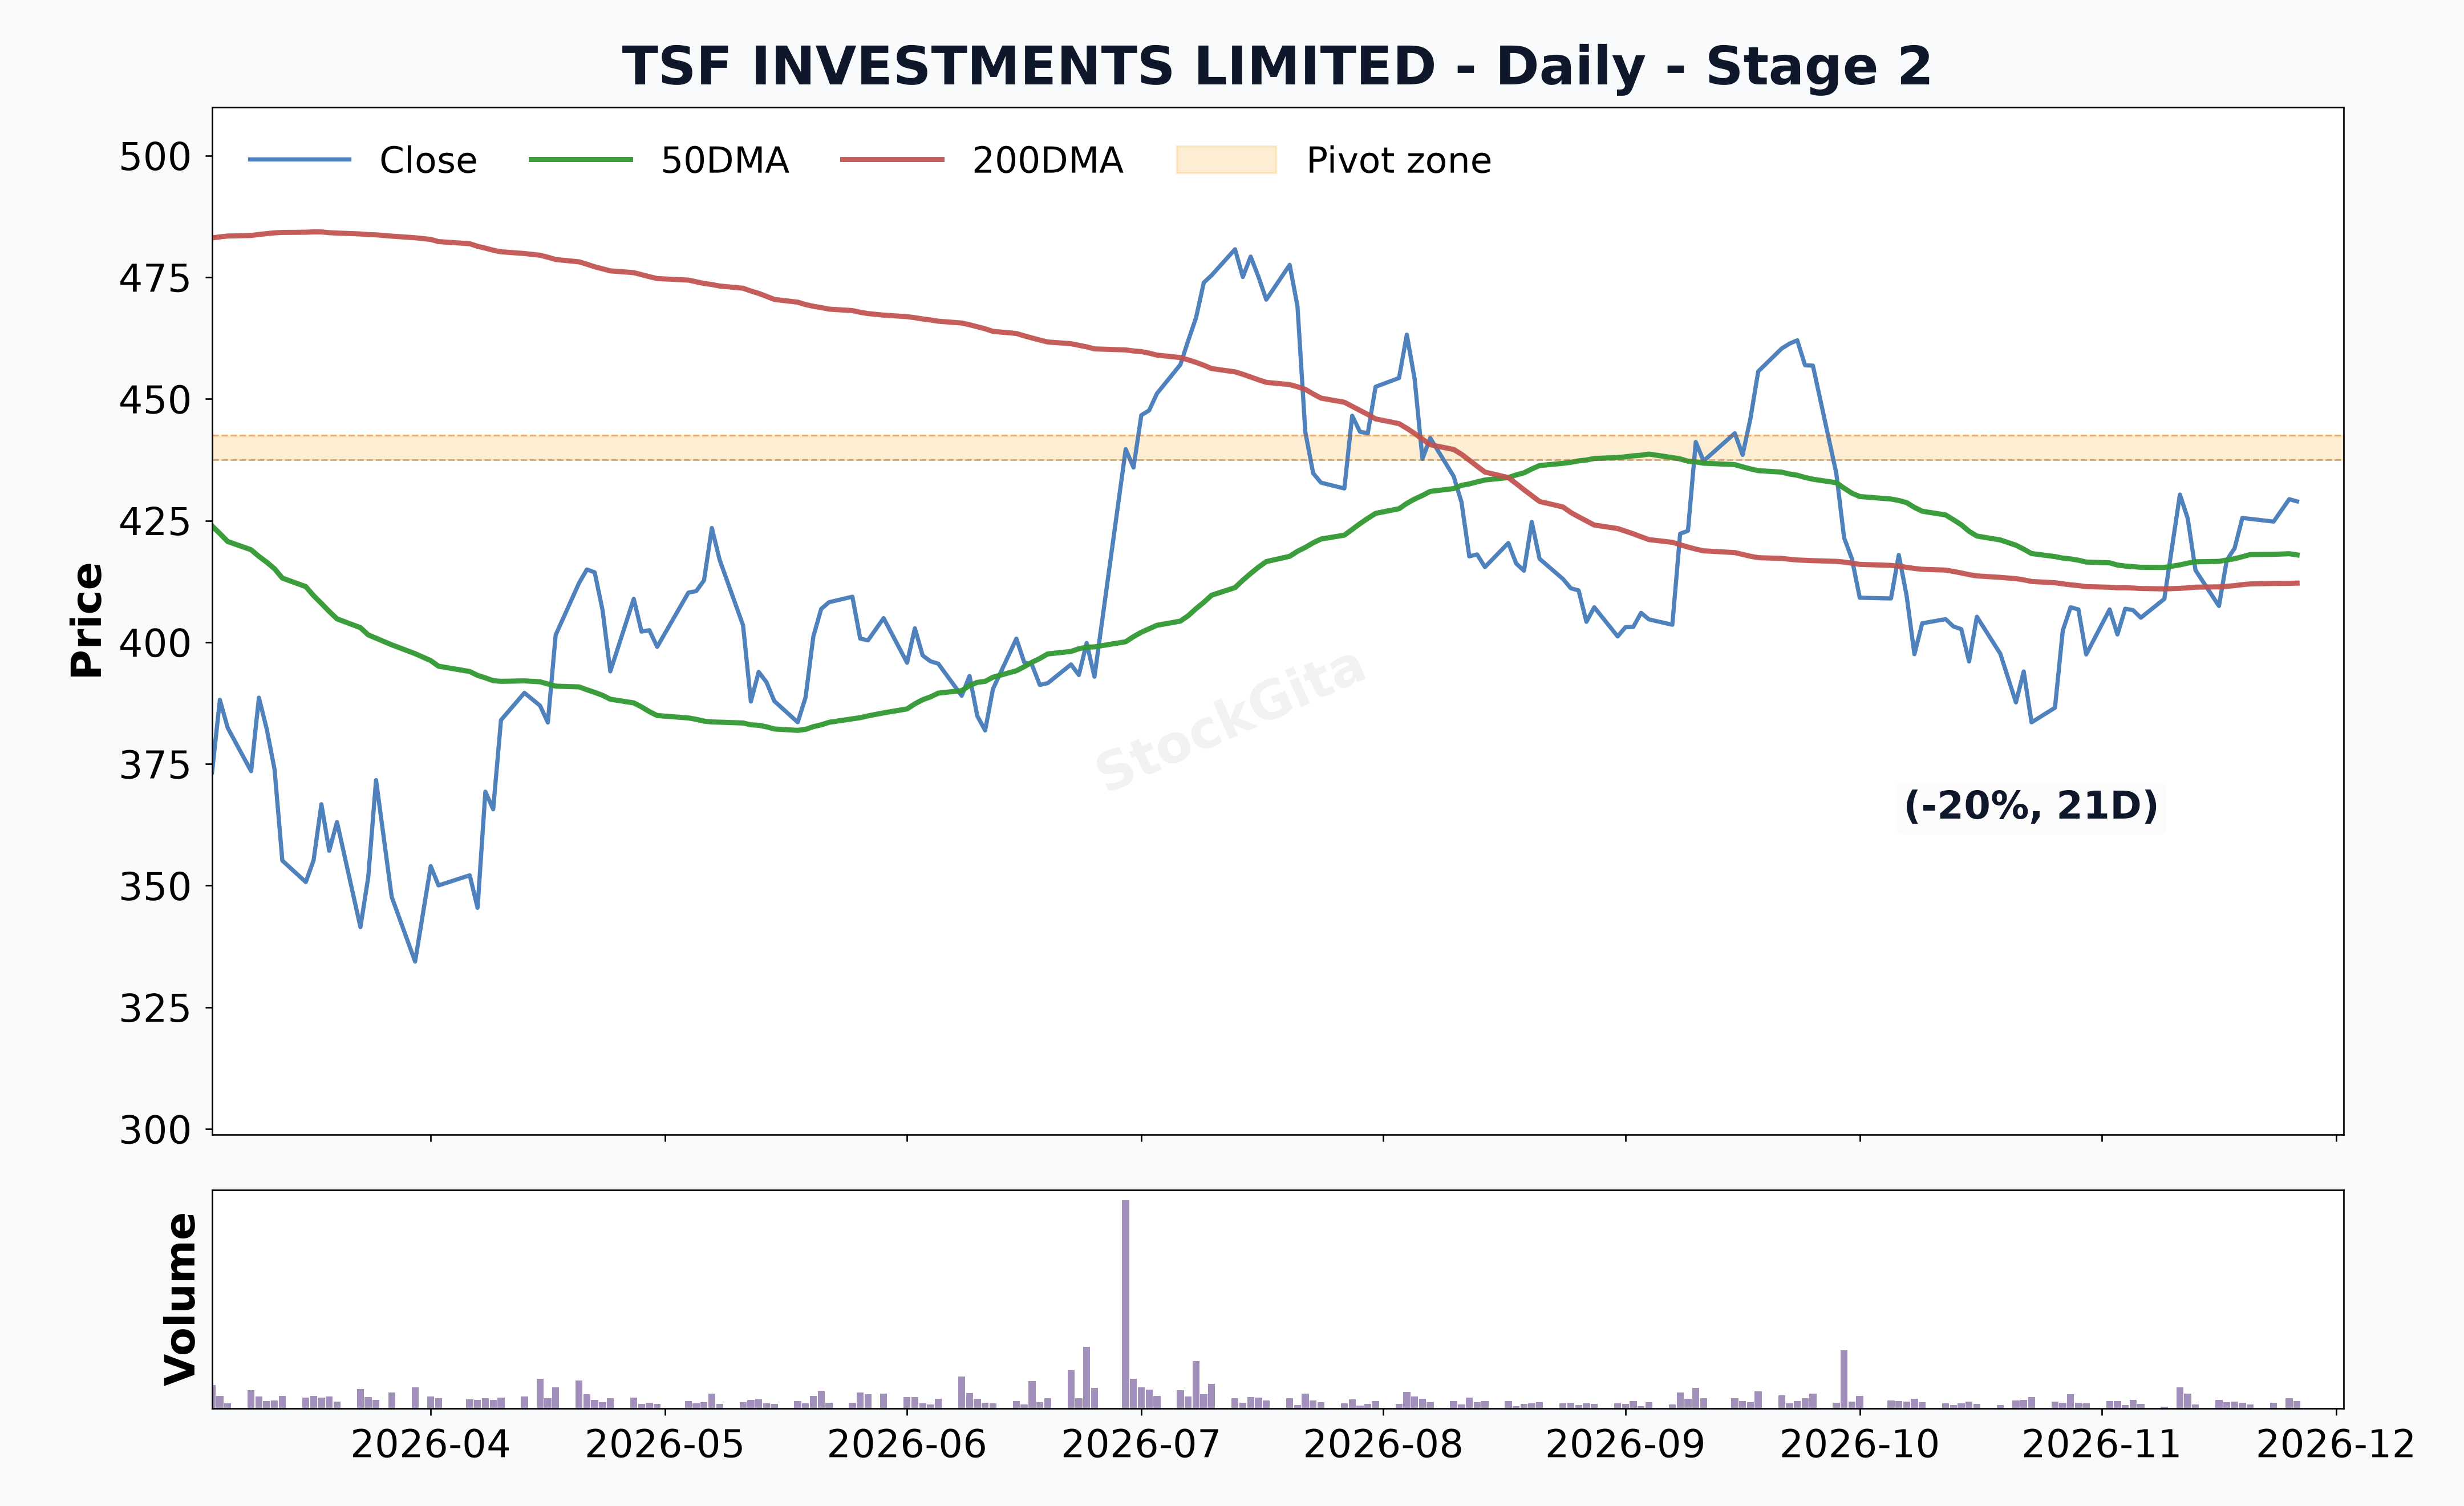 TSF INVESTMENTS LIMITED - Daily - Stage 2
Close 50DMA 200DMA Pivot zone
Price
500
475
450
425
400
375
350
325
300
StockGita
(-20%, 21D)
Volume
2026-04 2026-05 2026-06 2026-07 2026-08 2026-09 2026-10 2026-11 2026-12